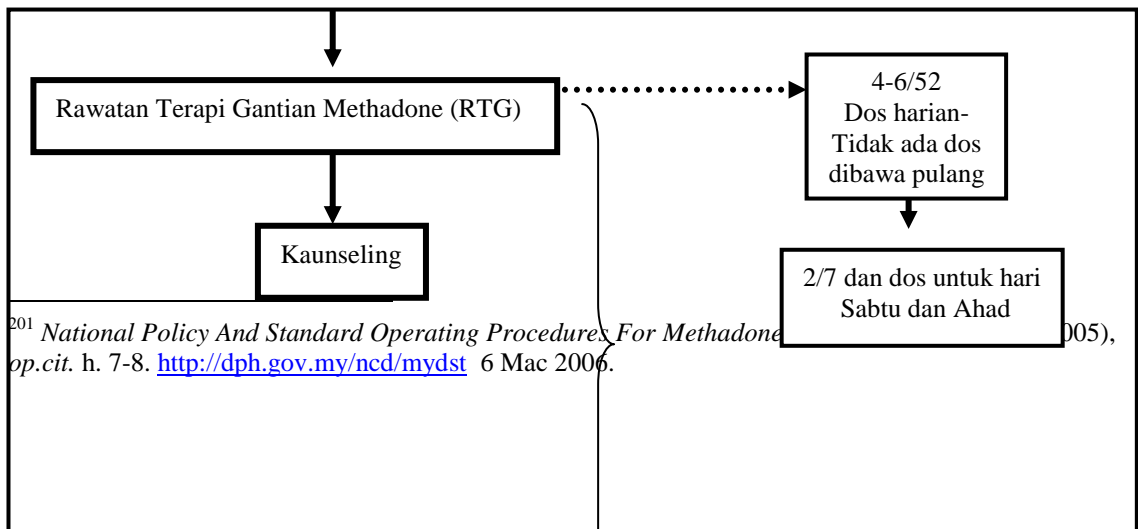 Rawatan Terapi Gantian Methadone (RTG)
4-6/52
Dos harian-
Tidak ada dos
dibawa pulang
Kaunseling
2/7 dan dos untuk hari
Sabtu dan Ahad
201 National Policy And Standard Operating Procedures For Methadone 005),
op.cit. h. 7-8. http://dph.gov.my/ncd/mydst 6 Mac 2006.